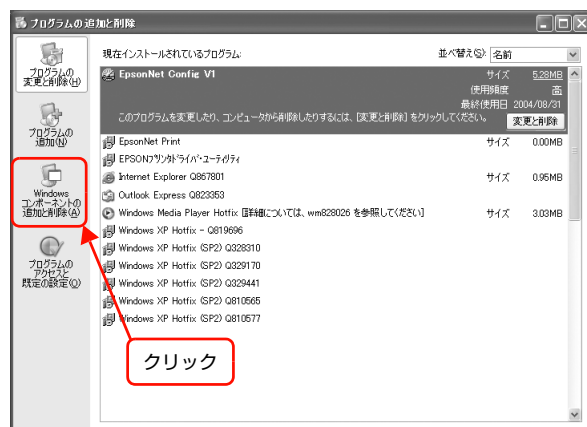 プログラムの追加と削除
現在インストールされているプログラム:
並べ替え(S):
名前
プログラムの
変更と削除(H)
プログラムの
追加(N)
Windows
コンポーネントの
追加と削除(A)
プログラムの
アクセスと
既定の設定(O)
EpsonNet Config V1
サイズ 5.28MB
使用頻度 高
最終使用日 2004/08/31
このプログラムを変更したり、コンピュータから削除したりするには、[変更と削除] をクリックしてください。
変更と削除
EpsonNet Print サイズ 0.00MB
EPSONプリンタドライバ・ユーティリティ
Internet Explorer Q867801 サイズ 0.95MB
Outlook Express Q823353
Windows Media Player Hotfix [詳細については、wm828026 を参照してください] サイズ 3.03MB
Windows XP Hotfix - Q819696
Windows XP Hotfix (SP2) Q328310
Windows XP Hotfix (SP2) Q329170
Windows XP Hotfix (SP2) Q329441
Windows XP Hotfix (SP2) Q810565
Windows XP Hotfix (SP2) Q810577
クリック